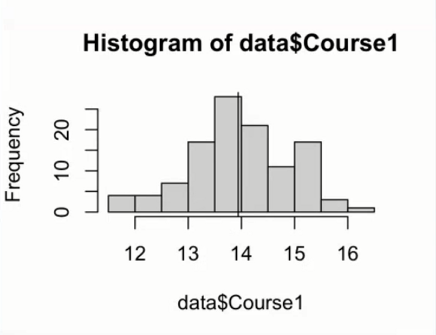 Histogram of data$Course1
Frequency
20
10
0
12 13 14 15 16
data$Course1